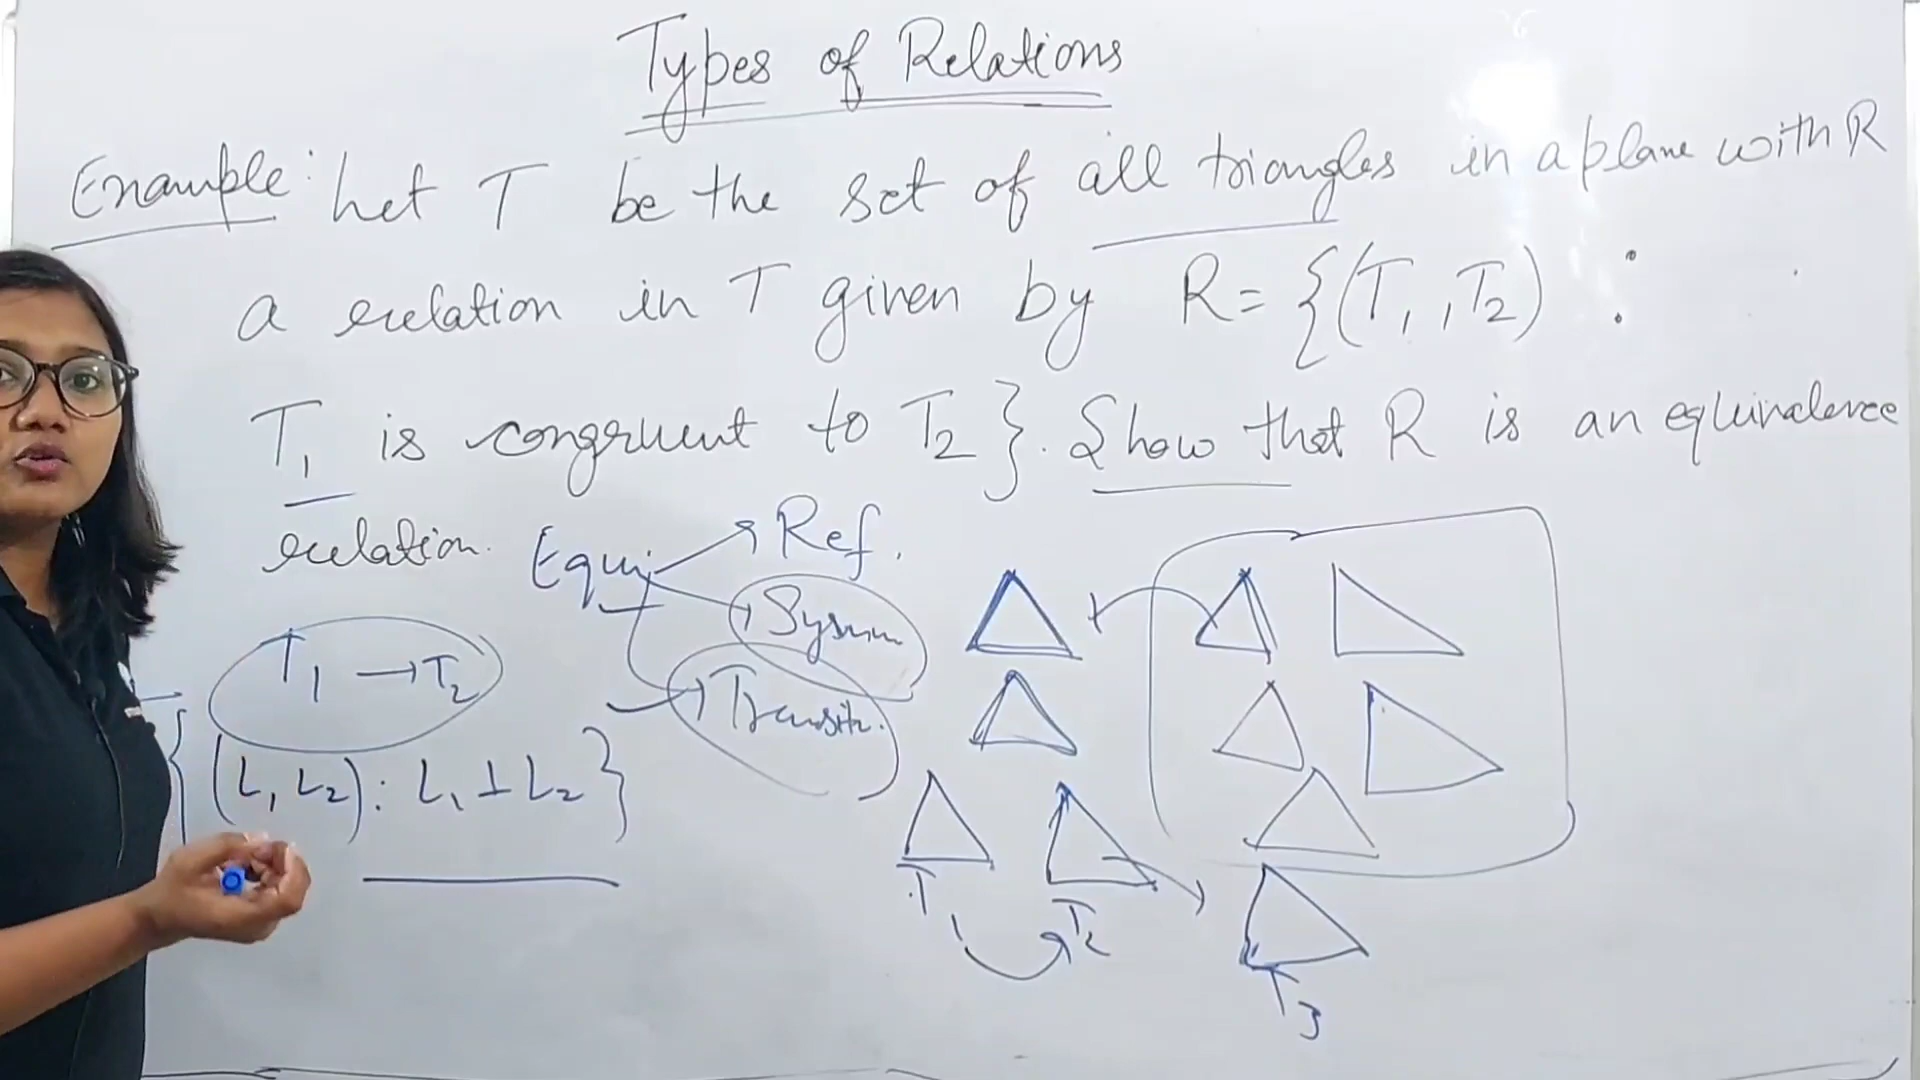 Types of Relations
Example: Let T be the set of all triangles in a plane with R
a relation in T given by R = {(T₁, T₂) :
T₁ is congruent to T₂}. Show that R is an equivalence
relation.
Equi
Ref.
Symm
Transiti.
T₁ → T₂
{(L₁ L₂) : L₁ ⊥ L₂}
T₁
T₂
T₃